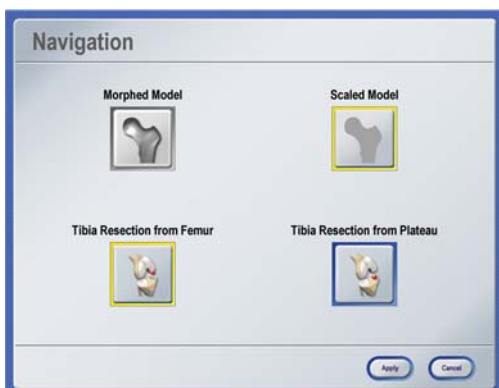 Navigation
Morphed Model Scaled Model
Tibia Resection from Femur Tibia Resection from Plateau
Apply Cancel